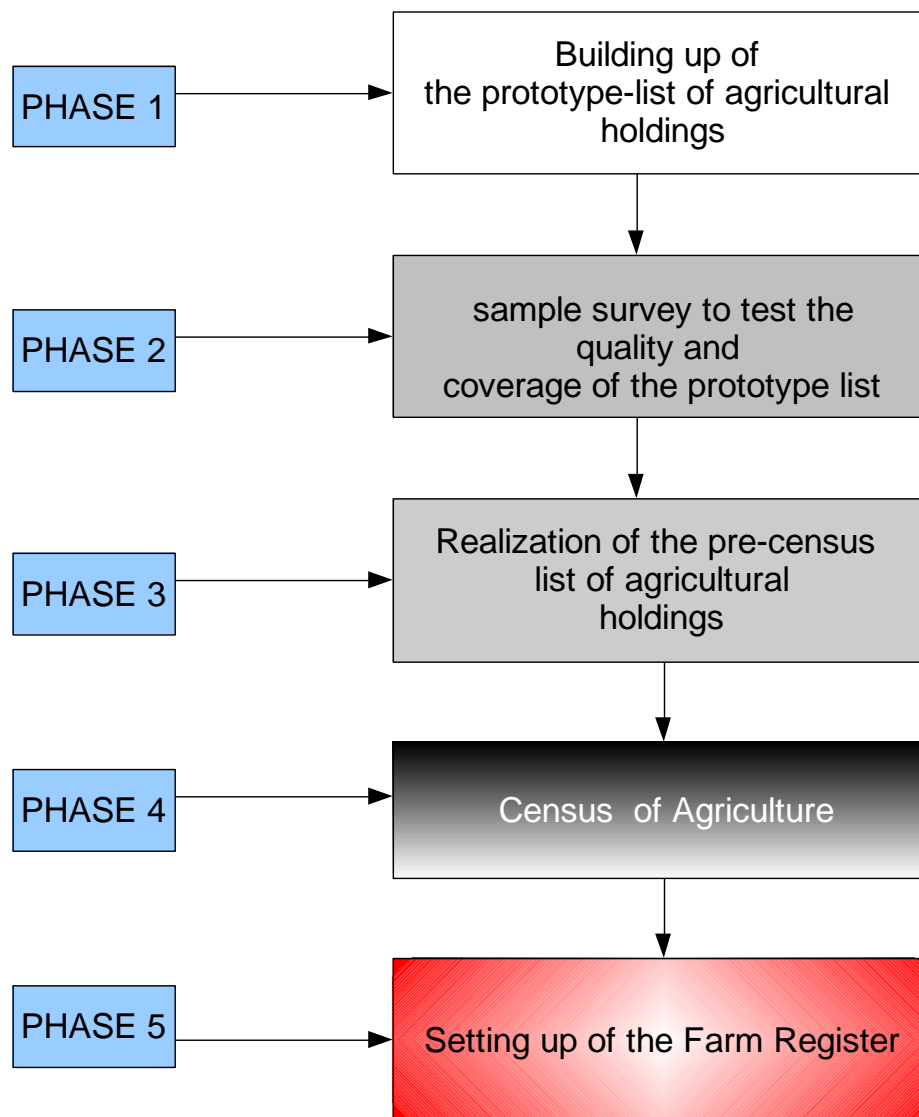 PHASE 1
Building up of
the prototype-list of agricultural
holdings
PHASE 2
sample survey to test the
quality and
coverage of the prototype list
PHASE 3
Realization of the pre-census
list of agricultural
holdings
PHASE 4
Census of Agriculture
PHASE 5
Setting up of the Farm Register